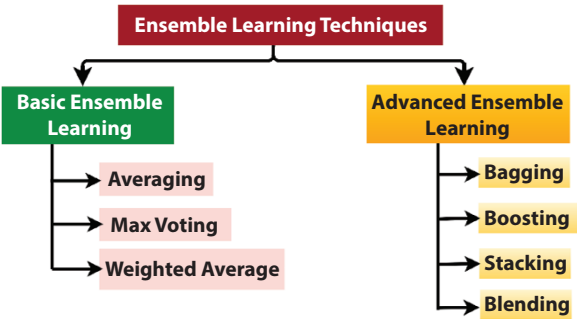 Ensemble Learning Techniques
Basic Ensemble
Learning
Averaging
Max Voting
Weighted Average
Advanced Ensemble
Learning
Bagging
Boosting
Stacking
Blending